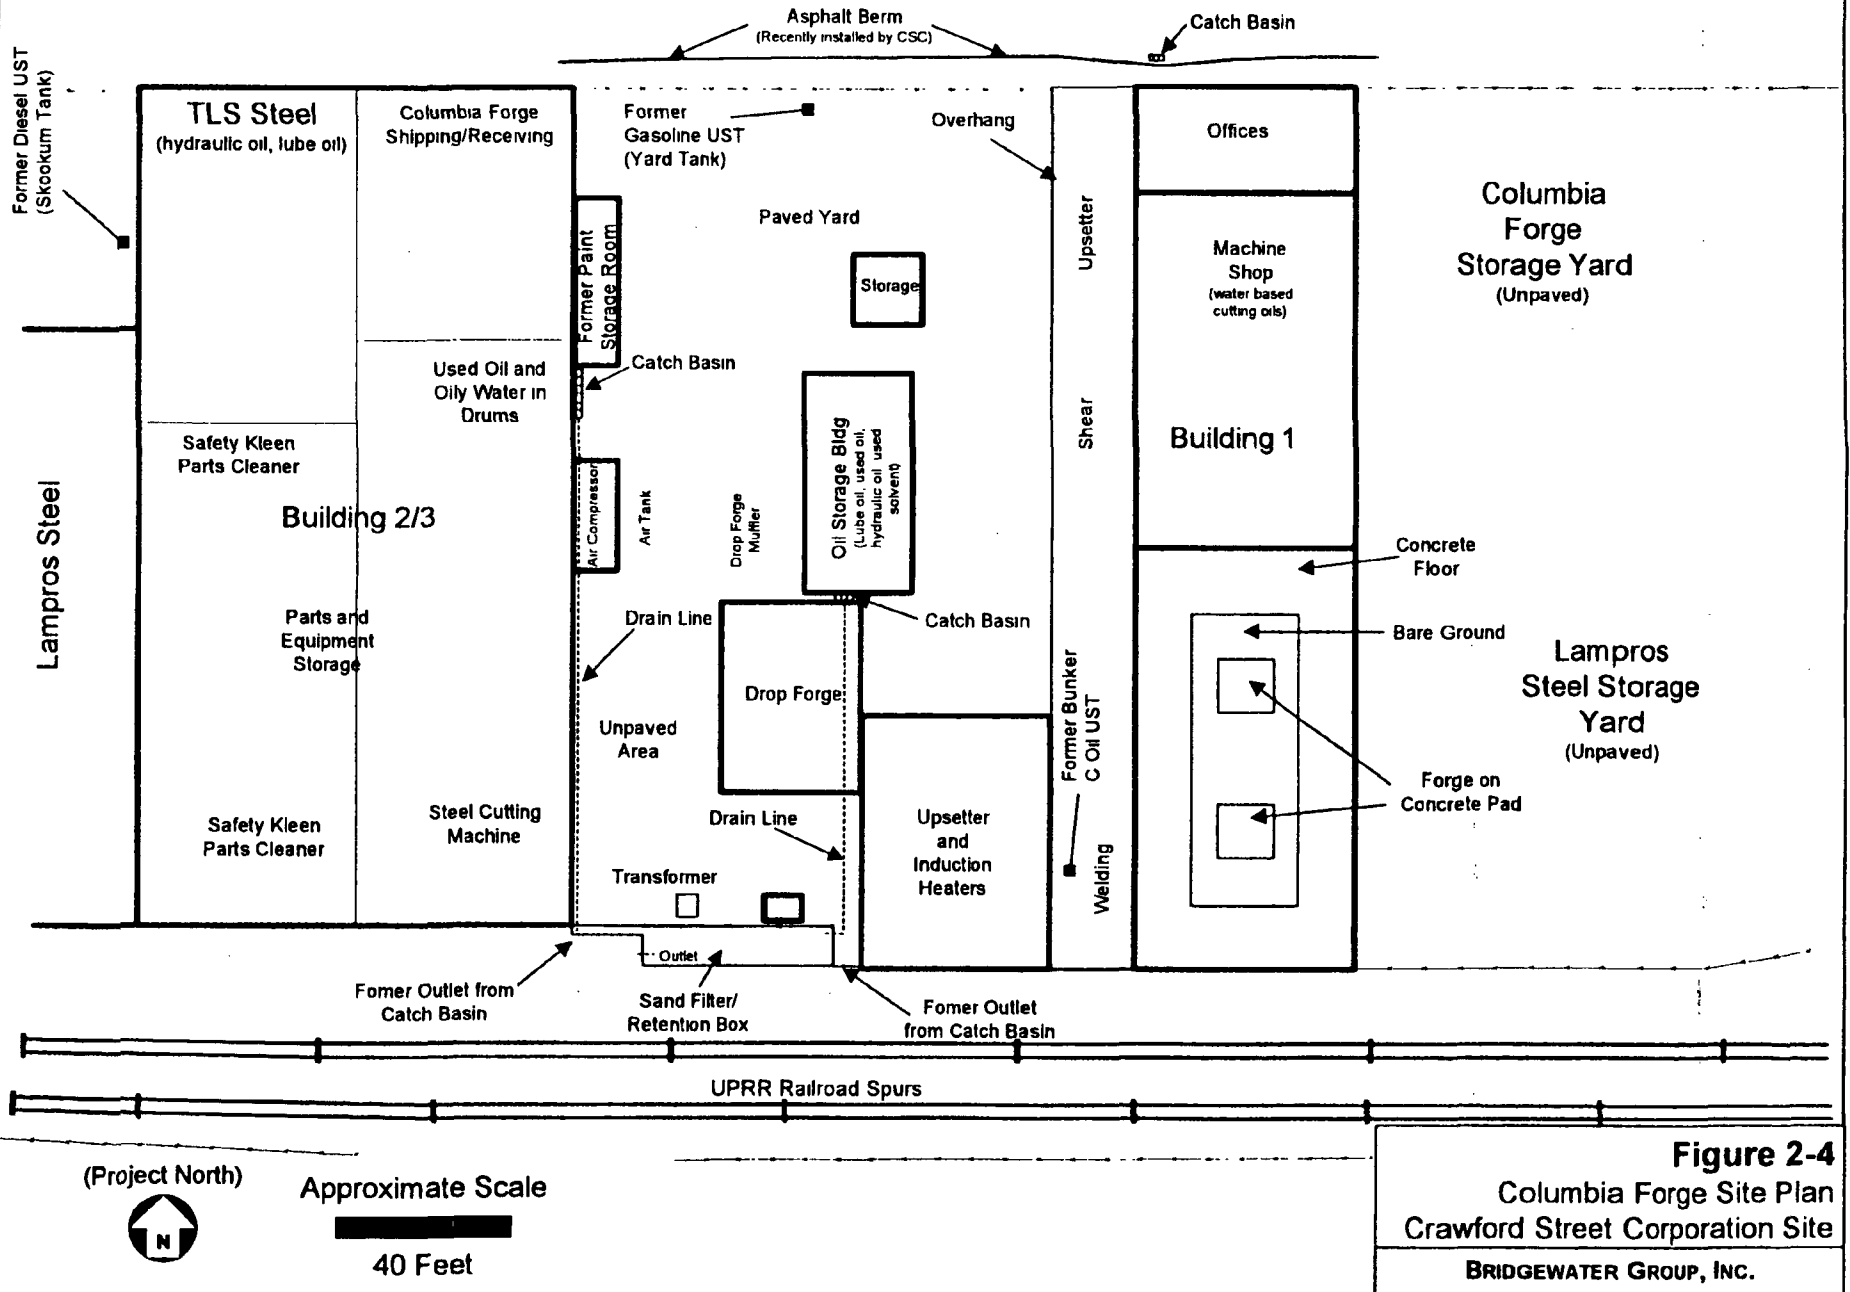 Asphalt Berm
(Recently installed by CSC)
Catch Basin
Former Diesel UST
(Skookum Tank)
TLS Steel
(hydraulic oil, lube oil)
Columbia Forge
Shipping/Receiving
Former
Gasoline UST
(Yard Tank)
Overhang
Offices
Columbia
Forge
Storage Yard
(Unpaved)
Paved Yard
Upsetter
Machine
Shop
(water based
cutting oils)
Former Paint
Storage Room
Storage
Catch Basin
Used Oil and
Oily Water in
Drums
Shear
Building 1
Safety Kleen
Parts Cleaner
Oil Storage Bldg
(Lube oil, used oil,
hydraulic oil used
solvent)
Lampros Steel
Building 2/3
Air Compressor
Air Tank
Drop Forge
Muffler
Concrete
Floor
Parts and
Equipment
Storage
Drain Line
Catch Basin
Bare Ground
Drop Forge
Former Bunker
C Oil UST
Lampros
Steel Storage
Yard
(Unpaved)
Unpaved
Area
Forge on
Concrete Pad
Safety Kleen
Parts Cleaner
Steel Cutting
Machine
Drain Line
Upsetter
and
Induction
Heaters
Welding
Transformer
Outlet
Fomer Outlet from
Catch Basin
Sand Filter/
Retention Box
Fomer Outlet
from Catch Basin
UPRR Railroad Spurs
(Project North)
N
Approximate Scale
40 Feet
Figure 2-4
Columbia Forge Site Plan
Crawford Street Corporation Site
BRIDGEWATER GROUP, INC.